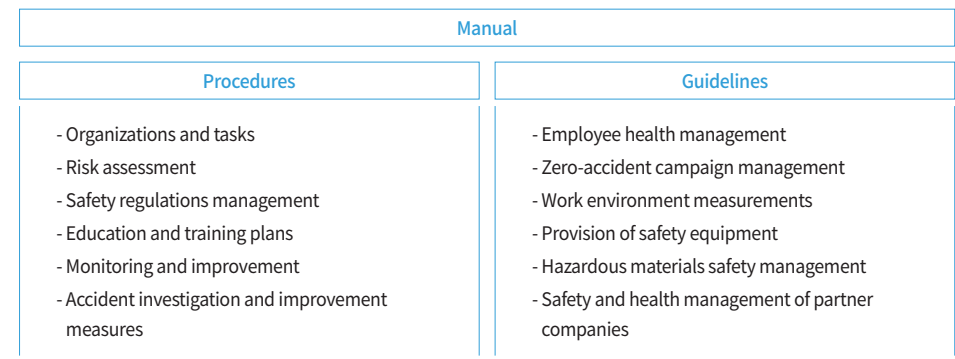 Manual
Procedures
- Organizations and tasks
- Risk assessment
- Safety regulations management
- Education and training plans
- Monitoring and improvement
- Accident investigation and improvement
measures
Guidelines
- Employee health management
- Zero-accident campaign management
- Work environment measurements
- Provision of safety equipment
- Hazardous materials safety management
- Safety and health management of partner
companies